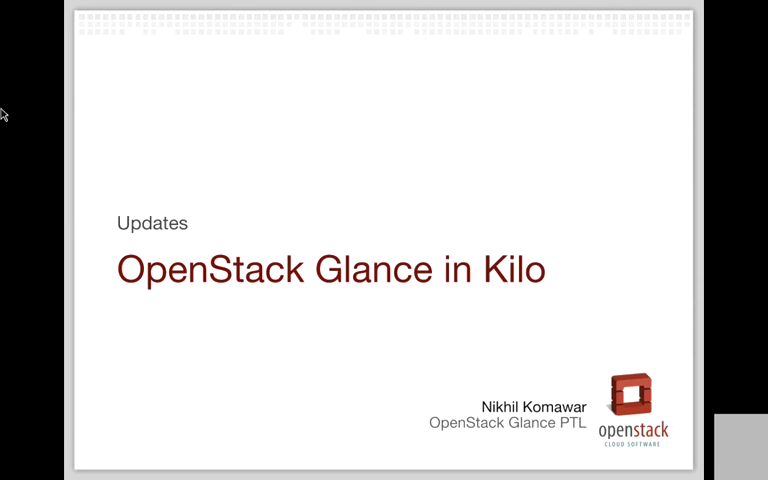 Updates
OpenStack Glance in Kilo
Nikhil Komawar
OpenStack Glance PTL
openstack
CLOUD SOFTWARE